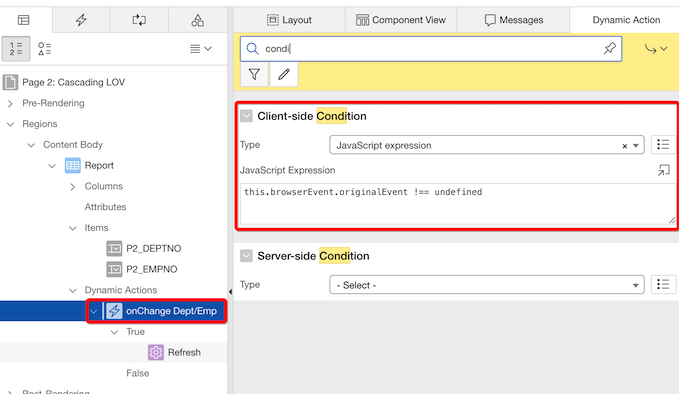 Layout
Component View
Messages
Dynamic Action
condi
Page 2: Cascading LOV
Pre-Rendering
Regions
Content Body
Report
Columns
Attributes
Items
P2_DEPTNO
P2_EMPNO
Dynamic Actions
onChange Dept/Emp
True
Refresh
False
Post-Rendering
Client-side Condition
Type
JavaScript expression
JavaScript Expression
this.browserEvent.originalEvent !== undefined
Server-side Condition
Type
- Select -